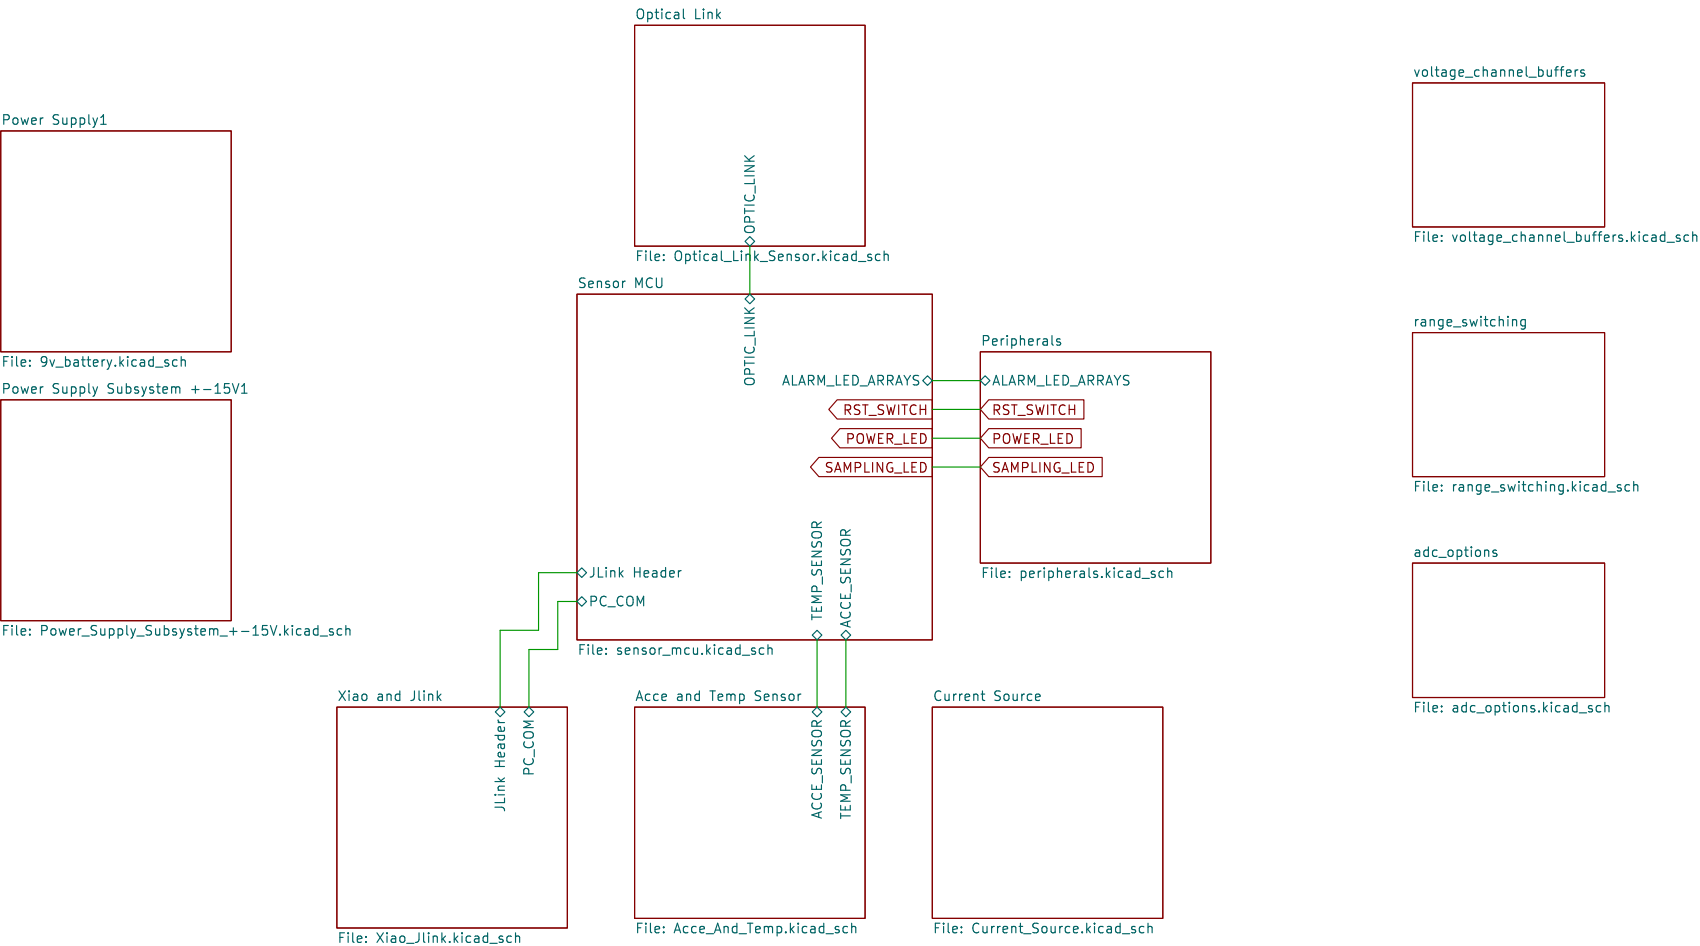 Optical Link
OPTIC_LINK
File: Optical_Link_Sensor.kicad_sch
voltage_channel_buffers
File: voltage_channel_buffers.kicad_sch
Power Supply1
File: 9v_battery.kicad_sch
Power Supply Subsystem +-15V1
File: Power_Supply_Subsystem_+-15V.kicad_sch
Sensor MCU
OPTIC_LINK
ALARM_LED_ARRAYS
RST_SWITCH
POWER_LED
SAMPLING_LED
TEMP_SENSOR
ACCE_SENSOR
JLink Header
PC_COM
File: sensor_mcu.kicad_sch
Peripherals
ALARM_LED_ARRAYS
RST_SWITCH
POWER_LED
SAMPLING_LED
File: peripherals.kicad_sch
range_switching
File: range_switching.kicad_sch
adc_options
File: adc_options.kicad_sch
Xiao and Jlink
JLink Header
PC_COM
File: Xiao_Jlink.kicad_sch
Acce and Temp Sensor
ACCE_SENSOR
TEMP_SENSOR
File: Acce_And_Temp.kicad_sch
Current Source
File: Current_Source.kicad_sch